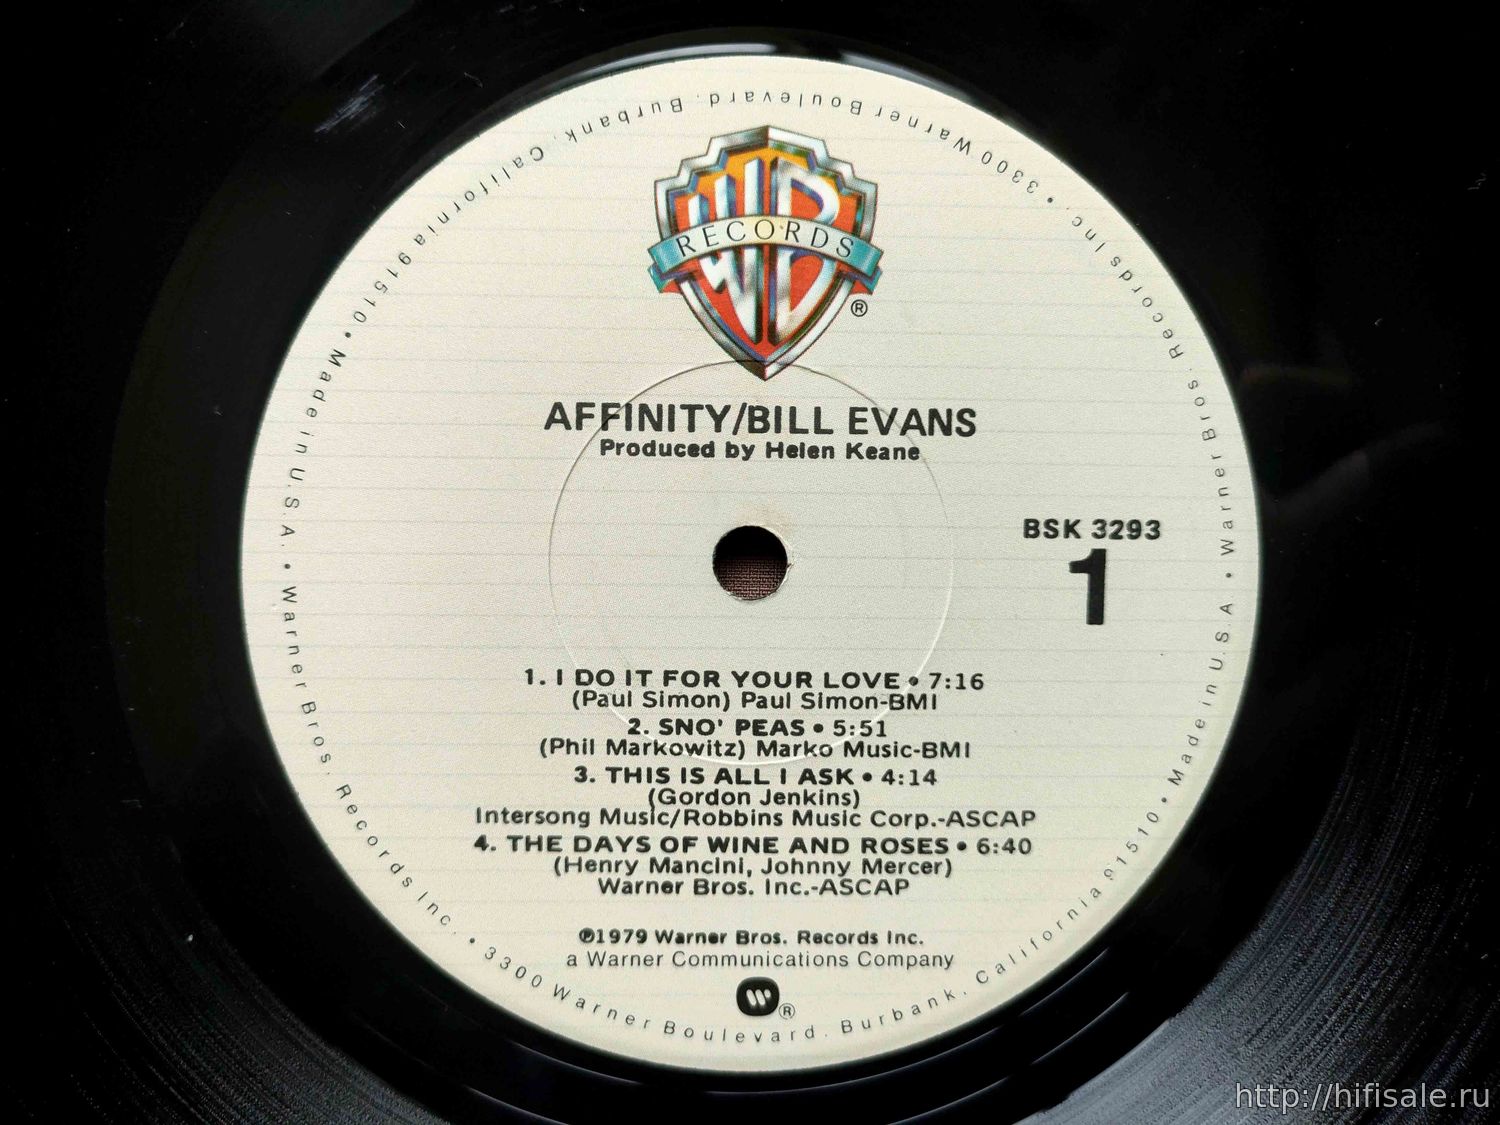 WB
RECORDS
®
AFFINITY/BILL EVANS
Produced by Helen Keane
BSK 3293
1
1. I DO IT FOR YOUR LOVE • 7:16
(Paul Simon) Paul Simon-BMI
2. SNO' PEAS • 5:51
(Phil Markowitz) Marko Music-BMI
3. THIS IS ALL I ASK • 4:14
(Gordon Jenkins)
Intersong Music/Robbins Music Corp.-ASCAP
4. THE DAYS OF WINE AND ROSES • 6:40
(Henry Mancini, Johnny Mercer)
Warner Bros. Inc.-ASCAP
℗1979 Warner Bros. Records Inc.
a Warner Communications Company
W®
Warner Bros. Records Inc. • 3300 Warner Boulevard. Burbank. California 91510 • Made in U.S.A. •
Warner Bros. Records Inc. • 3300 Warner Boulevard. Burbank. California 91510 • Made in U.S.A. •
http://hifisale.ru